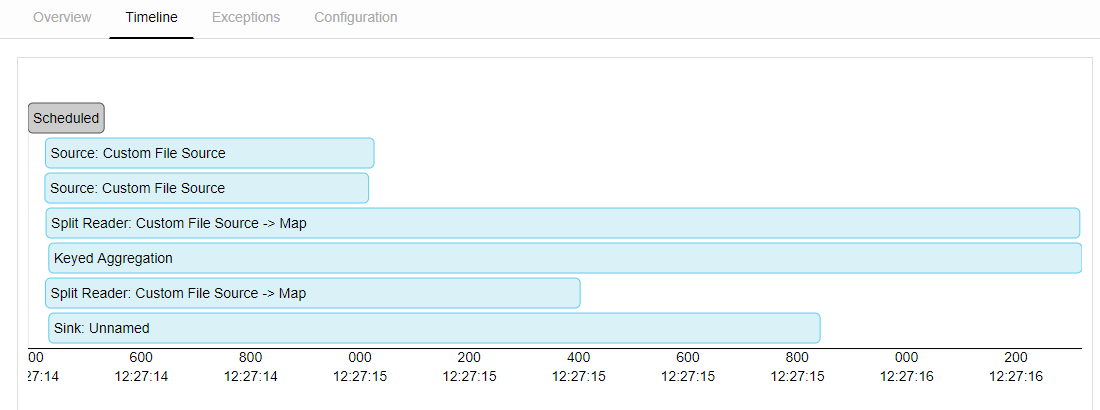 Overview Timeline Exceptions Configuration
Scheduled
Source: Custom File Source
Source: Custom File Source
Split Reader: Custom File Source -> Map
Keyed Aggregation
Split Reader: Custom File Source -> Map
Sink: Unnamed
00 600 800 000 200 400 600 800 000 200
27:14 12:27:14 12:27:14 12:27:15 12:27:15 12:27:15 12:27:15 12:27:15 12:27:16 12:27:16